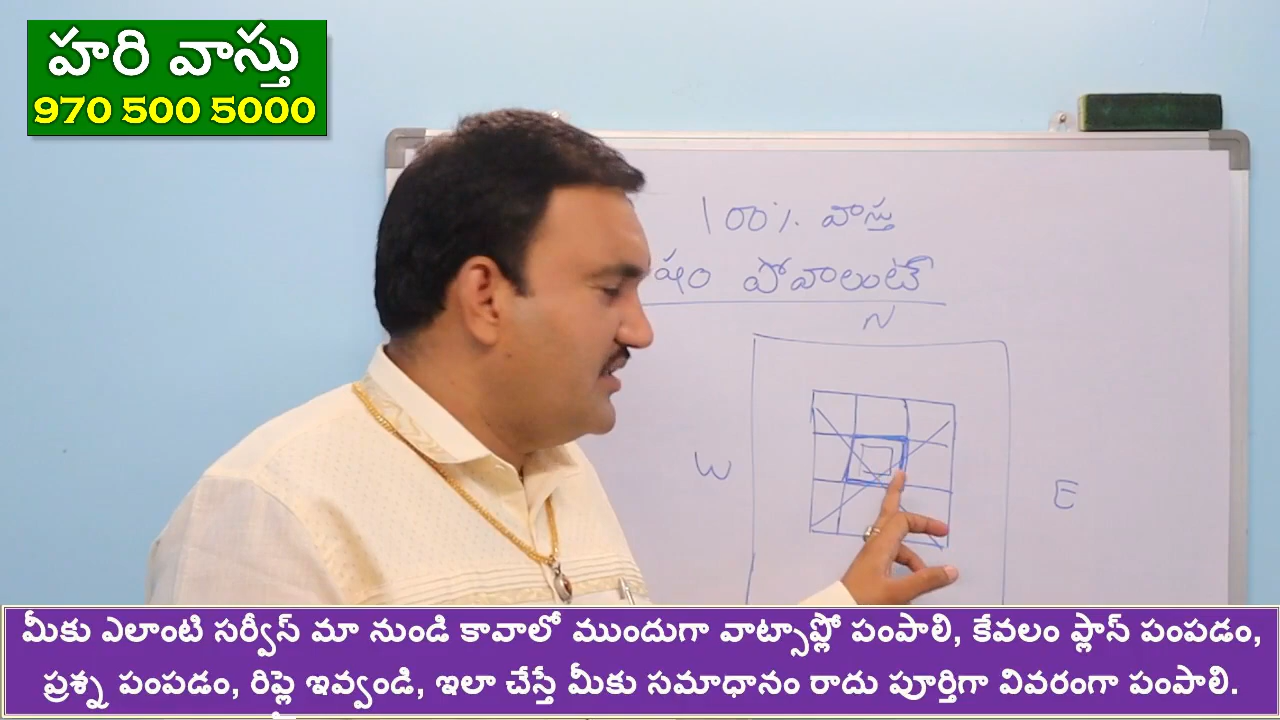 హరి వాస్తు
970 500 5000
100% వాస్తు
షం పోవాలంటే
N
W
E
మీకు ఎలాంటి సర్వీస్ మా నుండి కావాలో ముందుగా వాట్సాప్లో పంపాలి, కేవలం ప్లాన్ పంపడం,
ప్రశ్న పంపడం, రిప్లై ఇవ్వండి, ఇలా చేస్తే మీకు సమాధానం రాదు పూర్తిగా వివరంగా పంపాలి.